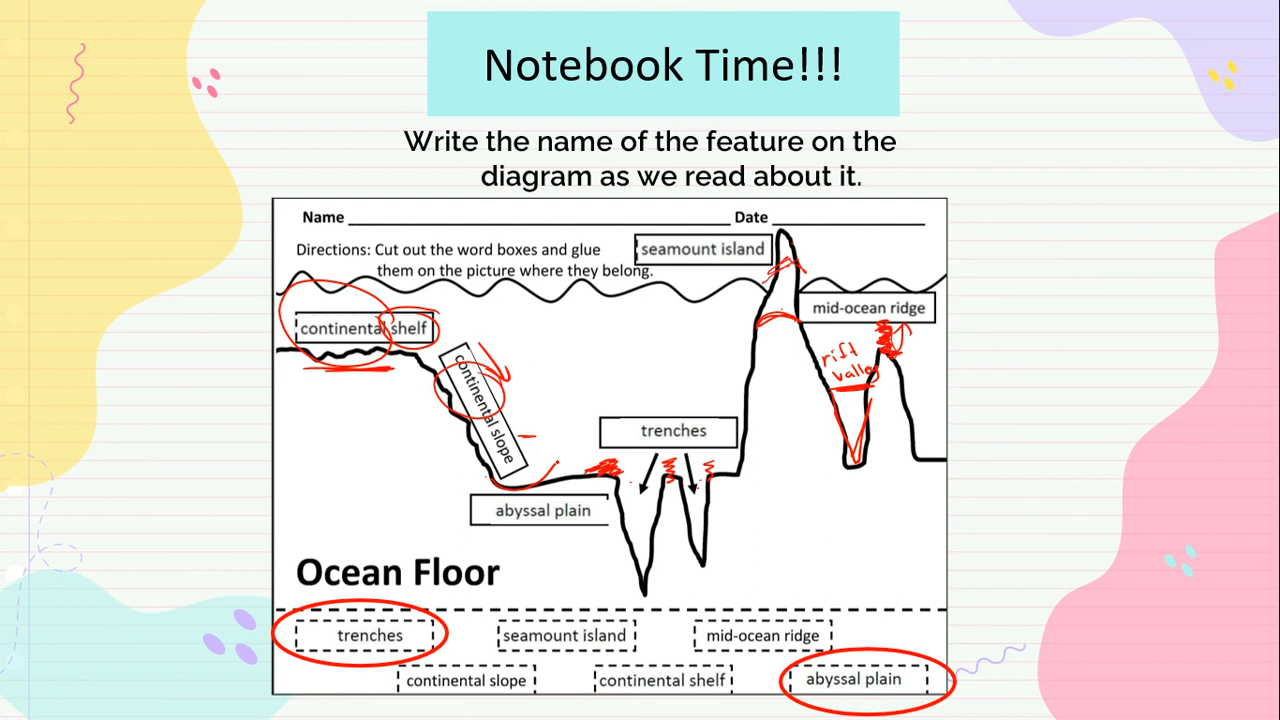 Notebook Time!!!
Write the name of the feature on the
diagram as we read about it.
Name Date
Directions: Cut out the word boxes and glue
them on the picture where they belong.
seamount island
mid-ocean ridge
continental shelf
rift
valley
continental slope
trenches
abyssal plain
Ocean Floor
trenches seamount island mid-ocean ridge
continental slope continental shelf abyssal plain